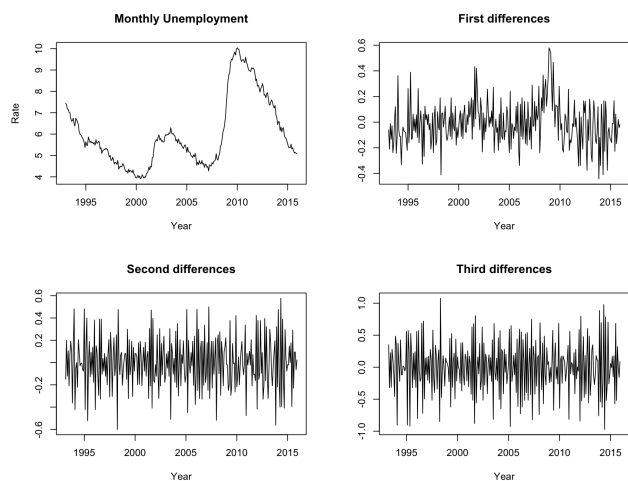 Monthly Unemployment
Rate
10
9
8
7
6
5
4
1995 2000 2005 2010 2015
Year
First differences
0.6
0.4
0.2
0.0
-0.2
-0.4
1995 2000 2005 2010 2015
Year
Second differences
0.6
0.2
-0.2
-0.6
1995 2000 2005 2010 2015
Year
Third differences
1.0
0.5
0.0
-0.5
-1.0
1995 2000 2005 2010 2015
Year